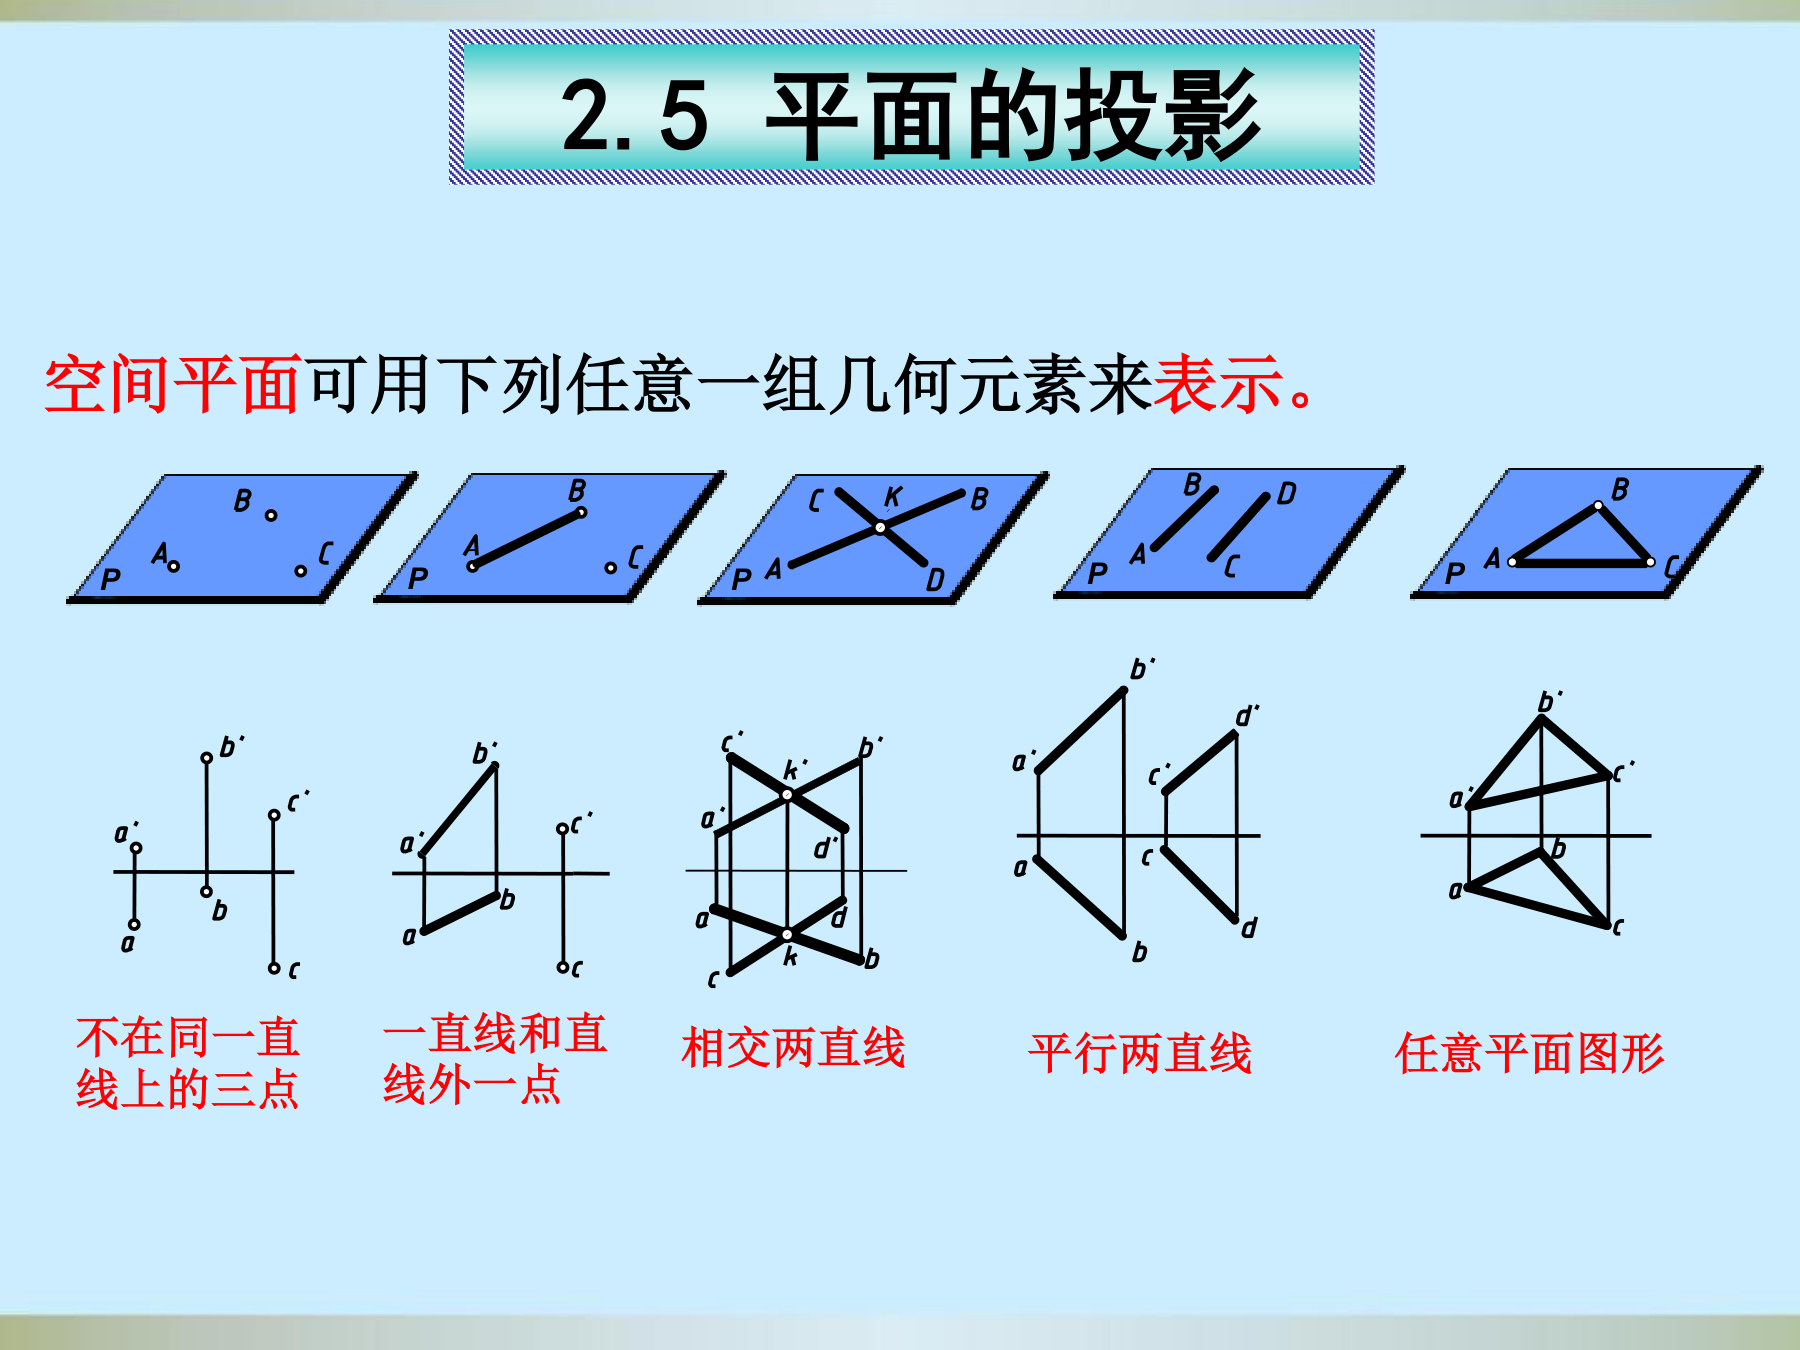 2.5 平面的投影
空间平面可用下列任意一组几何元素来表示。
B A C P
B A C P
C K B A D P
B D A C P
B A C P
b' a' c' a b c
b' a' c' a b c
c' k' b' a' d' a d c k b
b' a' d' c' a c b d
b' a' c' b a c
不在同一直
线上的三点
一直线和直
线外一点
相交两直线
平行两直线
任意平面图形